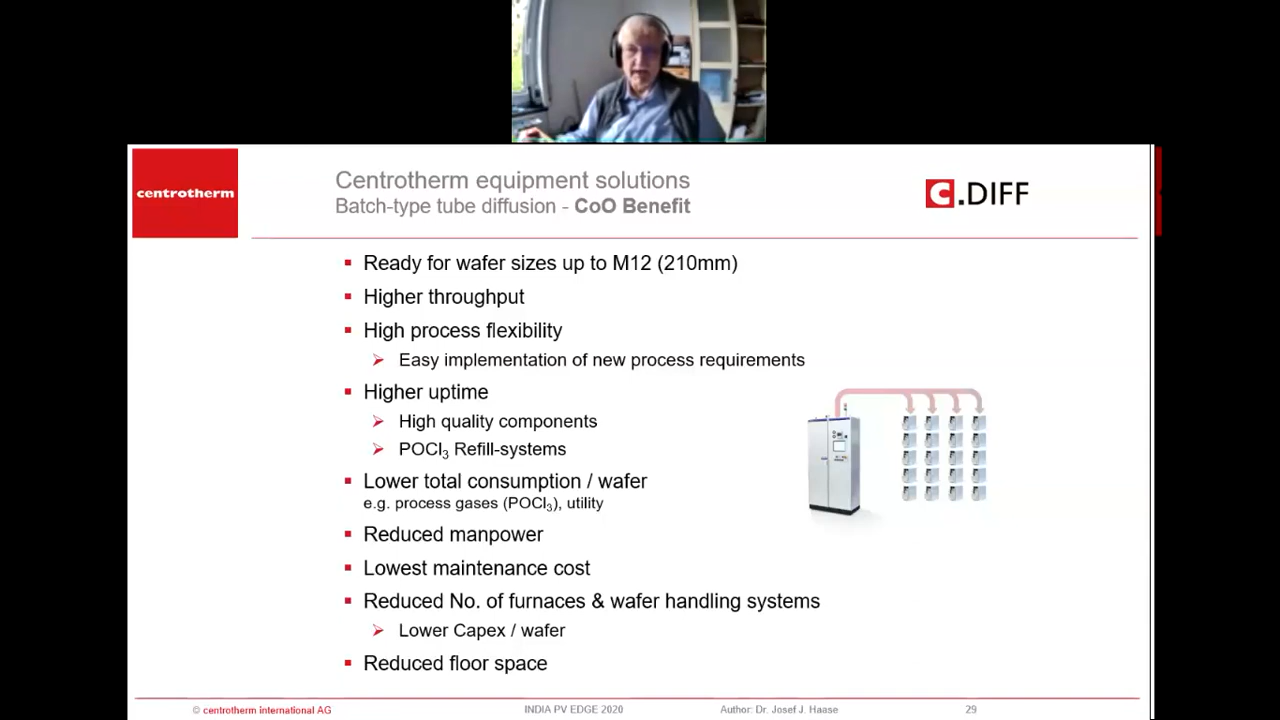 centrotherm
Centrotherm equipment solutions
Batch-type tube diffusion - CoO Benefit
C.DIFF
Ready for wafer sizes up to M12 (210mm)
Higher throughput
High process flexibility
Easy implementation of new process requirements
Higher uptime
High quality components
POCl₃ Refill-systems
Lower total consumption / wafer
e.g. process gases (POCl₃), utility
Reduced manpower
Lowest maintenance cost
Reduced No. of furnaces & wafer handling systems
Lower Capex / wafer
Reduced floor space
© centrotherm international AG INDIA PV EDGE 2020 Author: Dr. Josef J. Haase 29